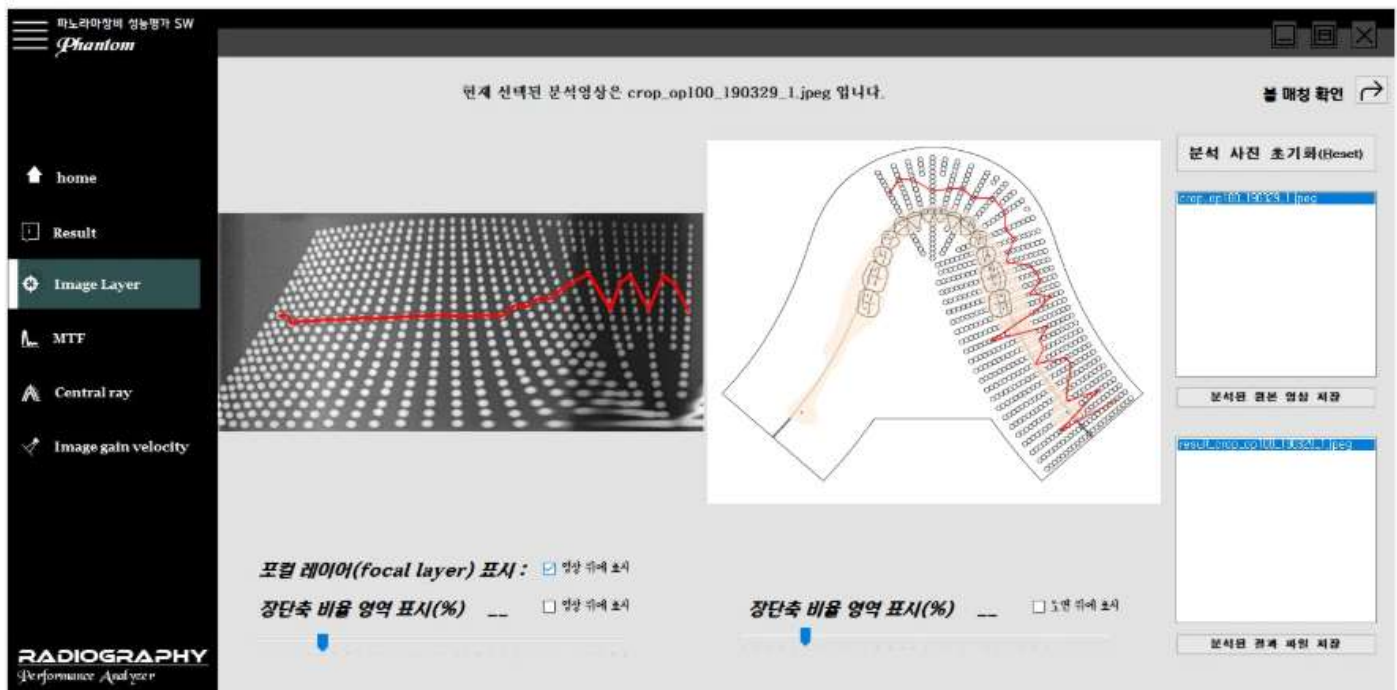 파노라마장비 성능평가 SW
Phantom
현재 선택된 분석영상은 crop_op100_190329_1.jpeg 입니다.
볼 매칭 확인
분석 사진 초기화(Reset)
home
crop_op100_190329_1.jpeg
Result
Image Layer
MTF
Central ray
분석된 원본 영상 저장
Image gain velocity
result_crop_op100_190329_1.jpeg
포컬 레이어(focal layer) 표시 : 영상 위에 표시
장단축 비율 영역 표시(%) __ 영상 위에 표시
장단축 비율 영역 표시(%) __ 도면 위에 표시
분석된 결과 파일 저장
RADIOGRAPHY
Performance Analyzer